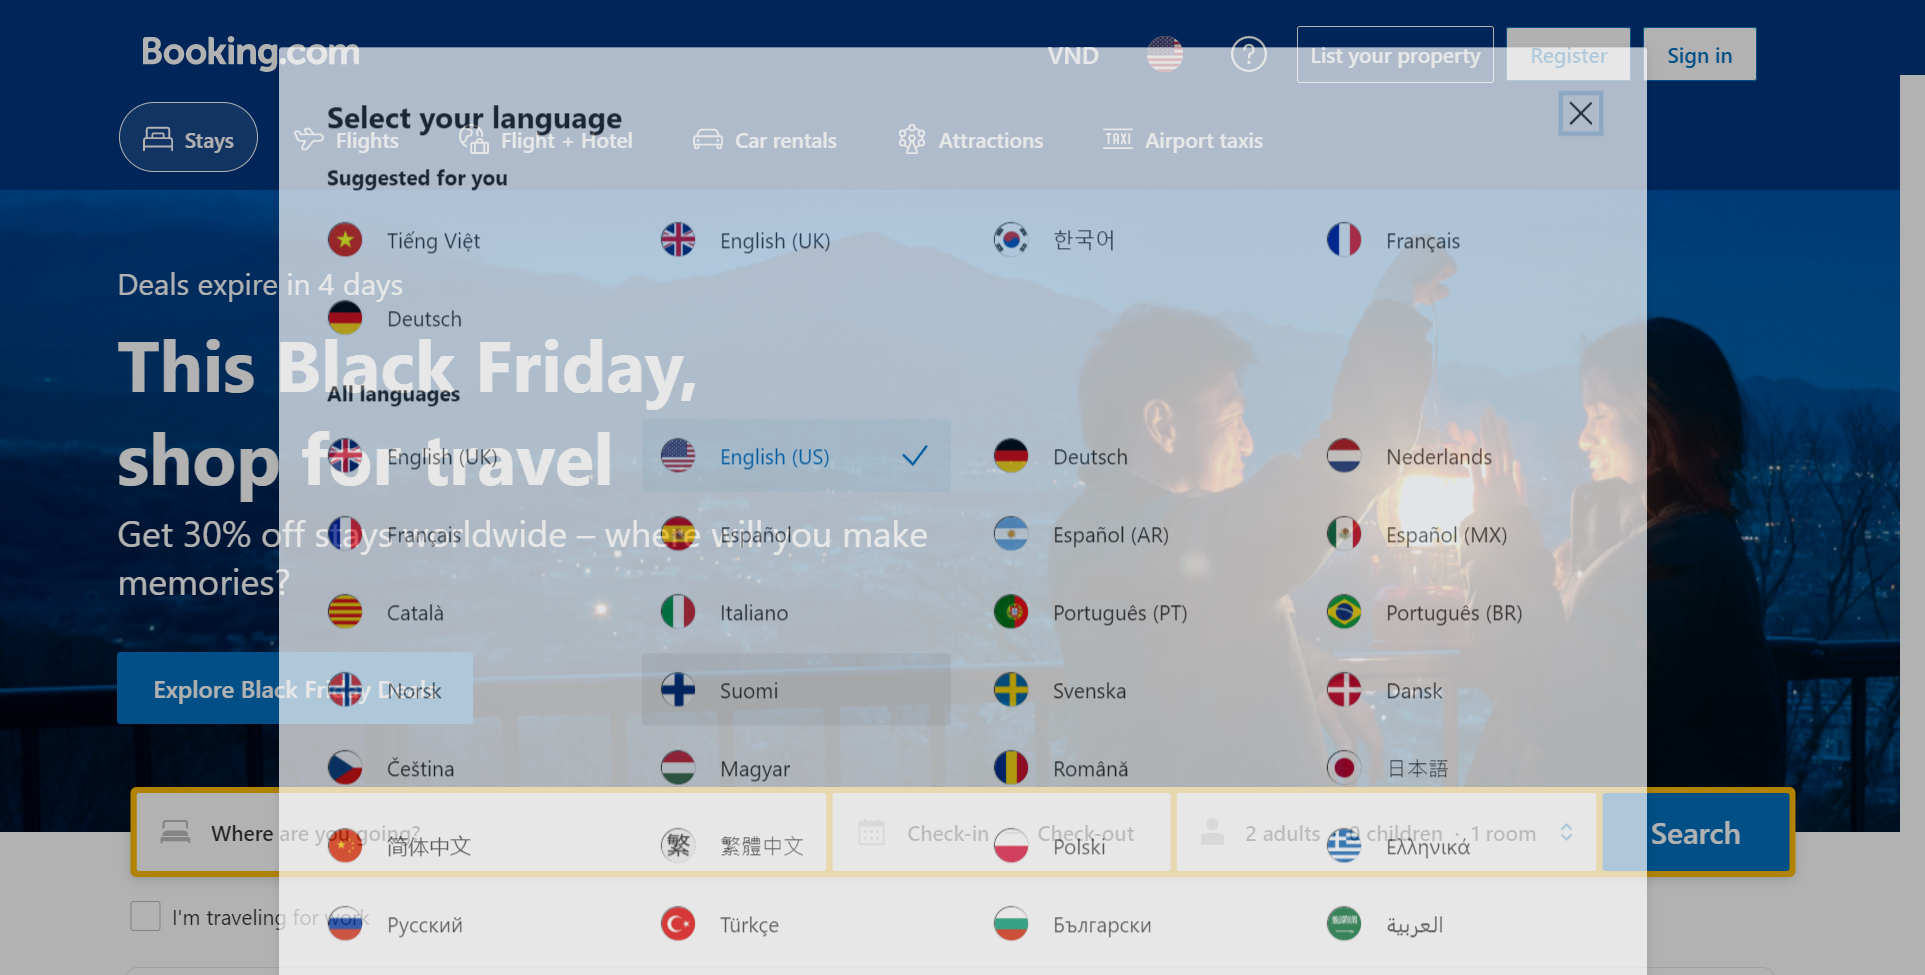 Booking.com
VND
List your property
Register
Sign in
Stays
Flights
Flight + Hotel
Car rentals
Attractions
TAXI
Airport taxis
Select your language
Suggested for you
Tiếng Việt
English (UK)
한국어
Français
Deutsch
Deals expire in 4 days
This Black Friday,
shop for travel
Get 30% off stays worldwide – where will you make
memories?
Explore Black Friday Deals
All languages
English (UK)
English (US)
Deutsch
Nederlands
Français
Español
Español (AR)
Español (MX)
Català
Italiano
Português (PT)
Português (BR)
Norsk
Suomi
Svenska
Dansk
Čeština
Magyar
Română
日本語
简体中文
繁
繁體中文
Polski
Ελληνικά
Русский
Türkçe
Български
العربية
Where are you going?
Check-in — Check-out
2 adults · 0 children · 1 room
Search
I'm traveling for work